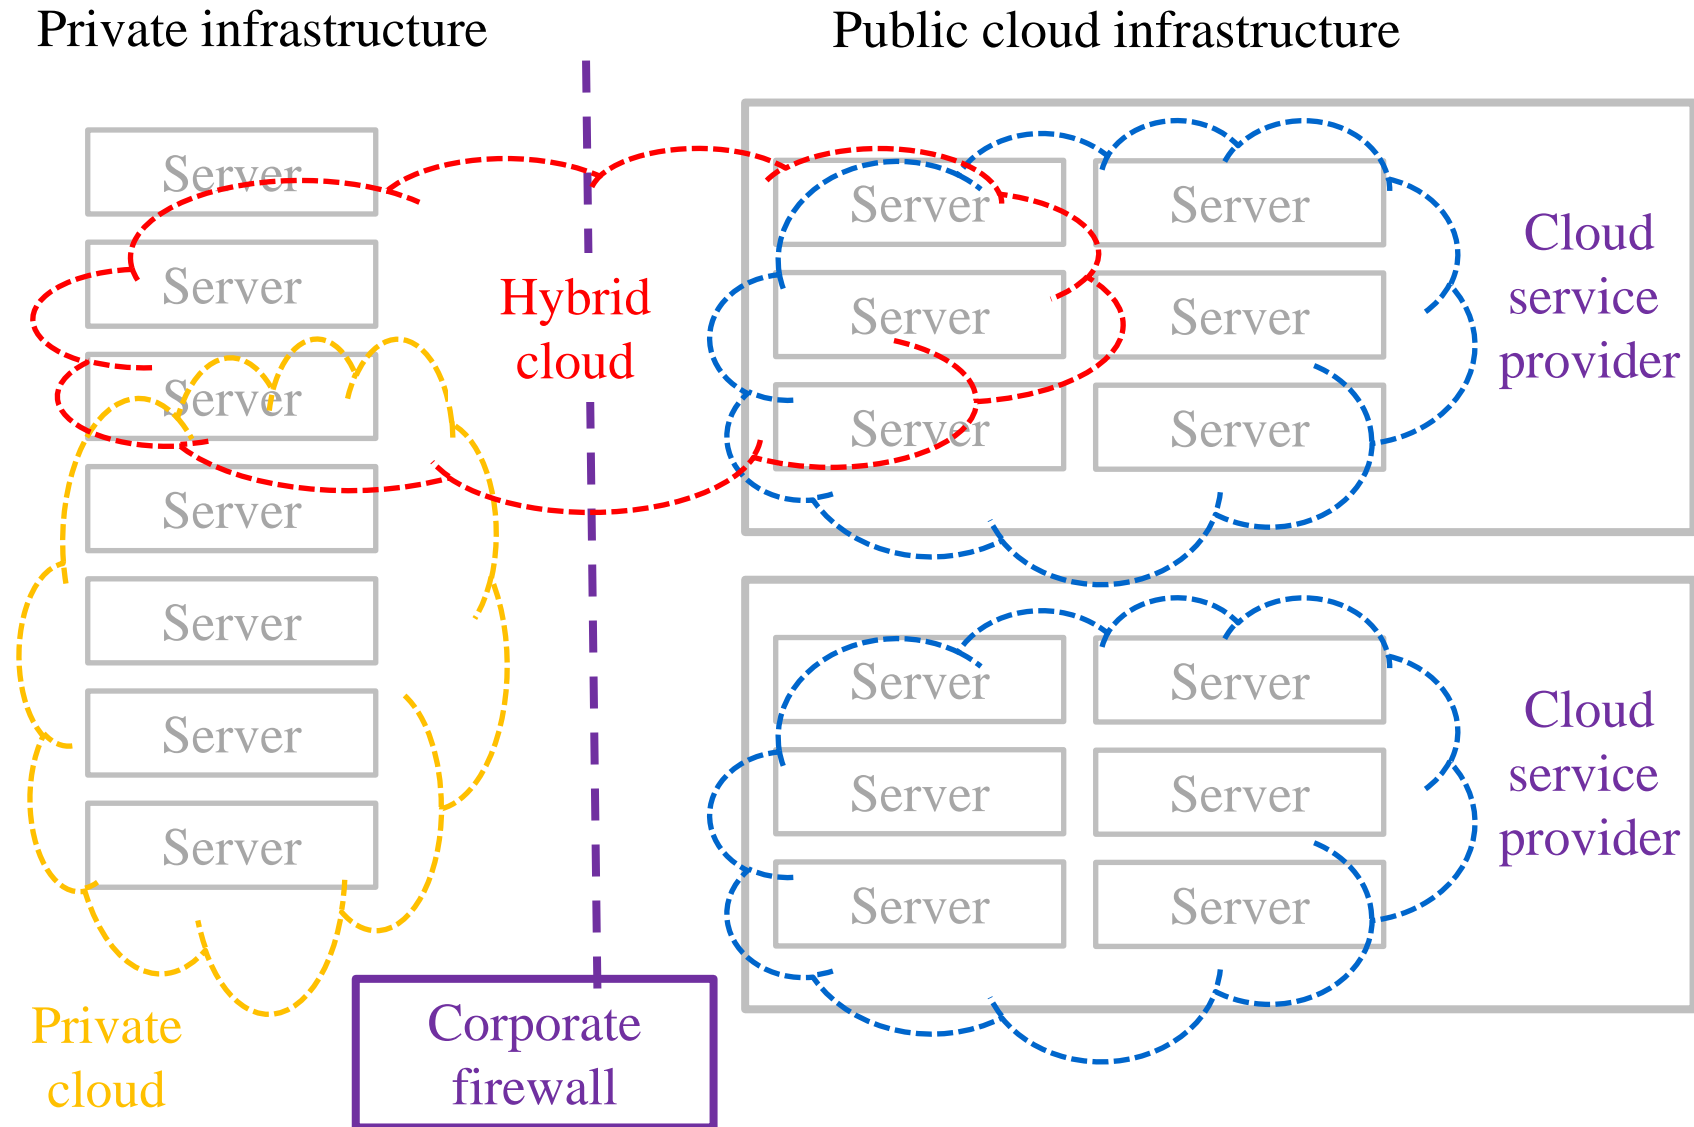 Private infrastructure
Public cloud infrastructure
Server
Server
Server
Server
Server
Server
Server
Hybrid
cloud
Server
Server
Server
Server
Server
Server
Cloud
service
provider
Server
Server
Server
Server
Server
Server
Cloud
service
provider
Private
cloud
Corporate
firewall